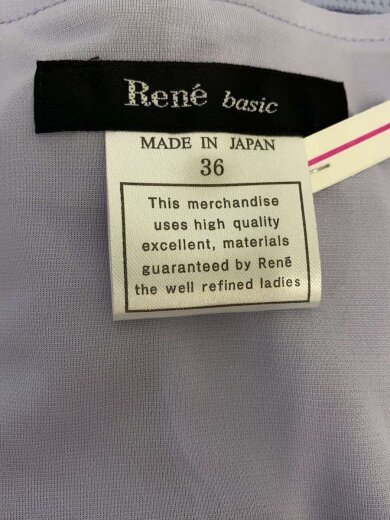 René basic
MADE IN JAPAN
36
This merchandise
uses high quality
excellent, materials
guaranteed by René
the well refined ladies